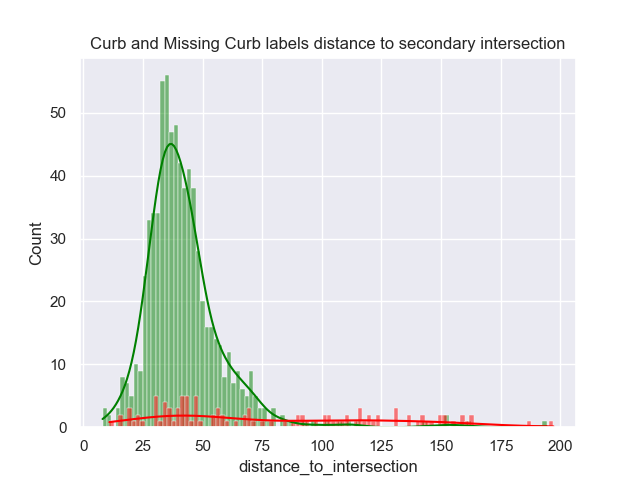 Curb and Missing Curb labels distance to secondary intersection
50
40
30
20
10
0
Count
0 25 50 75 100 125 150 175 200
distance_to_intersection